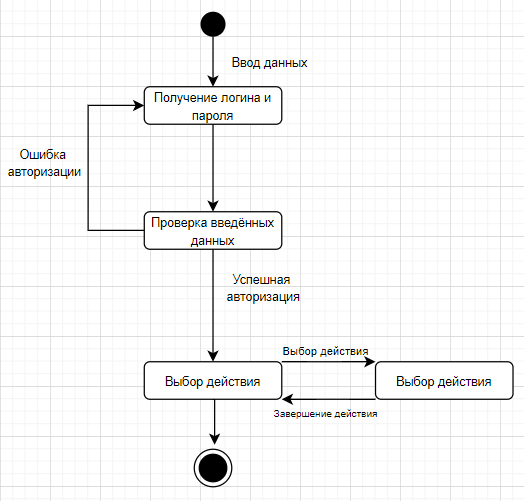 Ввод данных
Получение логина и
пароля
Ошибка
авторизации
Проверка введённых
данных
Успешная
авторизация
Выбор действия
Выбор действия
Выбор действия
Завершение действия